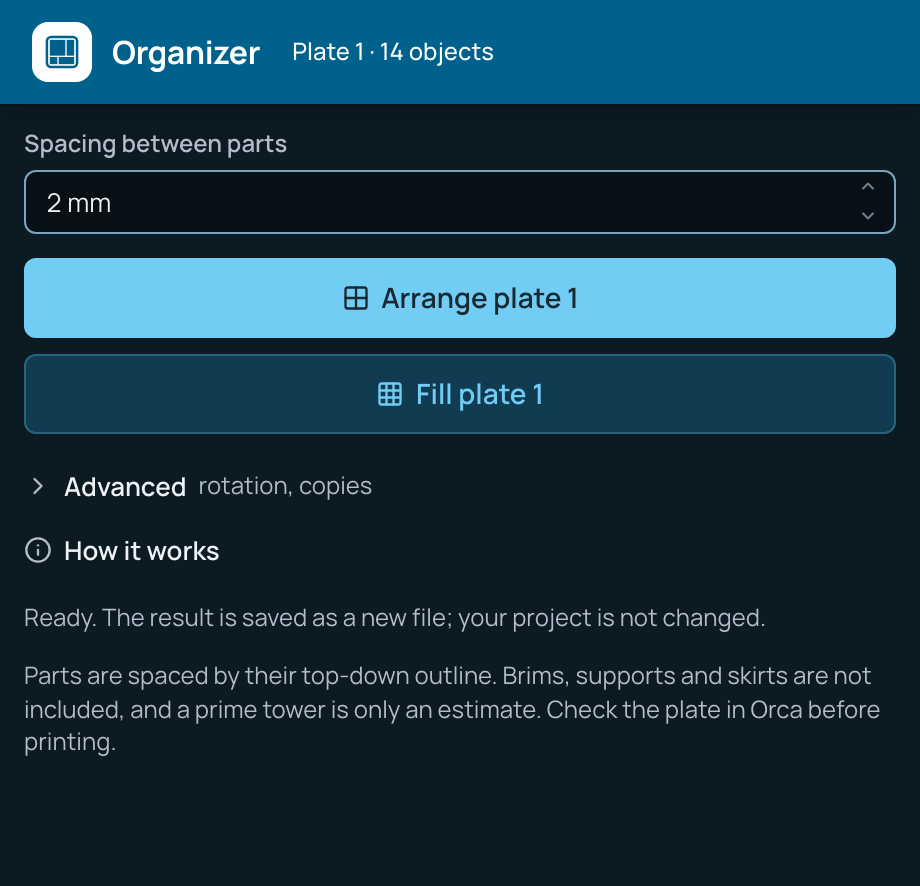 Organizer
Plate 1 · 14 objects
Spacing between parts
2 mm
Arrange plate 1
Fill plate 1
Advanced rotation, copies
How it works
Ready. The result is saved as a new file; your project is not changed.
Parts are spaced by their top-down outline. Brims, supports and skirts are not
included, and a prime tower is only an estimate. Check the plate in Orca before
printing.